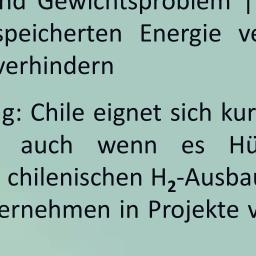 nd Gewichtsproblem |
speicherten Energie ve
verhindern
g: Chile eignet sich kur
auch wenn es Hü
chilenischen H₂-Ausbau
ernehmen in Projekte v